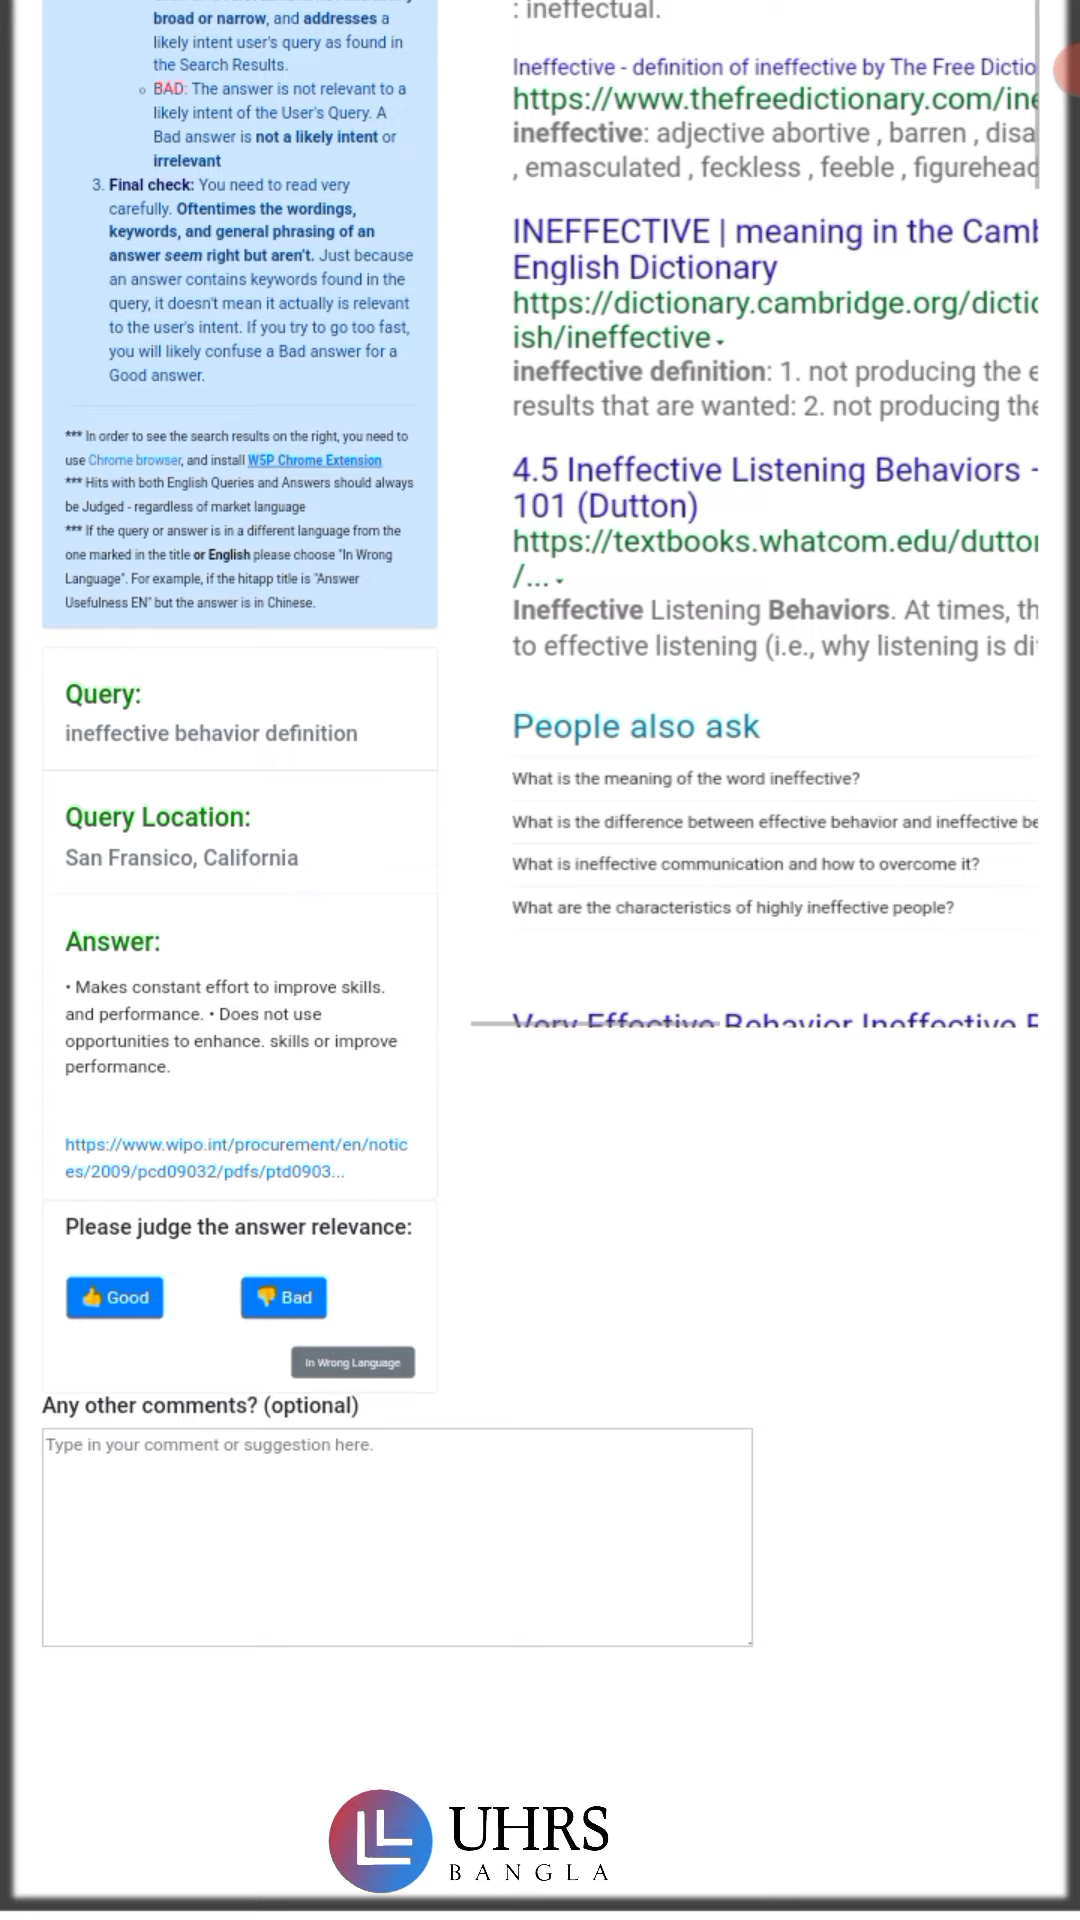 broad or narrow, and addresses a
likely intent user's query as found in
the Search Results.
BAD: The answer is not relevant to a
likely intent of the User's Query. A
Bad answer is not a likely intent or
irrelevant
3. Final check: You need to read very
carefully. Oftentimes the wordings,
keywords, and general phrasing of an
answer seem right but aren't. Just because
an answer contains keywords found in the
query, it doesn't mean it actually is relevant
to the user's intent. If you try to go too fast,
you will likely confuse a Bad answer for a
Good answer.
*** In order to see the search results on the right, you need to
use Chrome browser, and install W5P Chrome Extension
*** Hits with both English Queries and Answers should always
be Judged - regardless of market language
*** If the query or answer is in a different language from the
one marked in the title or English please choose "In Wrong
Language". For example, if the hitapp title is "Answer
Usefulness EN" but the answer is in Chinese.
Query:
ineffective behavior definition
Query Location:
San Fransico, California
Answer:
• Makes constant effort to improve skills.
and performance. • Does not use
opportunities to enhance. skills or improve
performance.
https://www.wipo.int/procurement/en/notic
es/2009/pcd09032/pdfs/ptd0903...
Please judge the answer relevance:
👍 Good
👎 Bad
In Wrong Language
Any other comments? (optional)
Type in your comment or suggestion here.
: ineffectual.
Ineffective - definition of ineffective by The Free Dictio
https://www.thefreedictionary.com/ine
ineffective: adjective abortive , barren , disa
, emasculated , feckless , feeble , figurehead
INEFFECTIVE | meaning in the Camb
English Dictionary
https://dictionary.cambridge.org/dictio
ish/ineffective
ineffective definition: 1. not producing the e
results that are wanted: 2. not producing the
4.5 Ineffective Listening Behaviors -
101 (Dutton)
https://textbooks.whatcom.edu/dutton
/...
Ineffective Listening Behaviors. At times, th
to effective listening (i.e., why listening is di
People also ask
What is the meaning of the word ineffective?
What is the difference between effective behavior and ineffective be
What is ineffective communication and how to overcome it?
What are the characteristics of highly ineffective people?
Very Effective Behavior Ineffective
UHRS
BANGLA